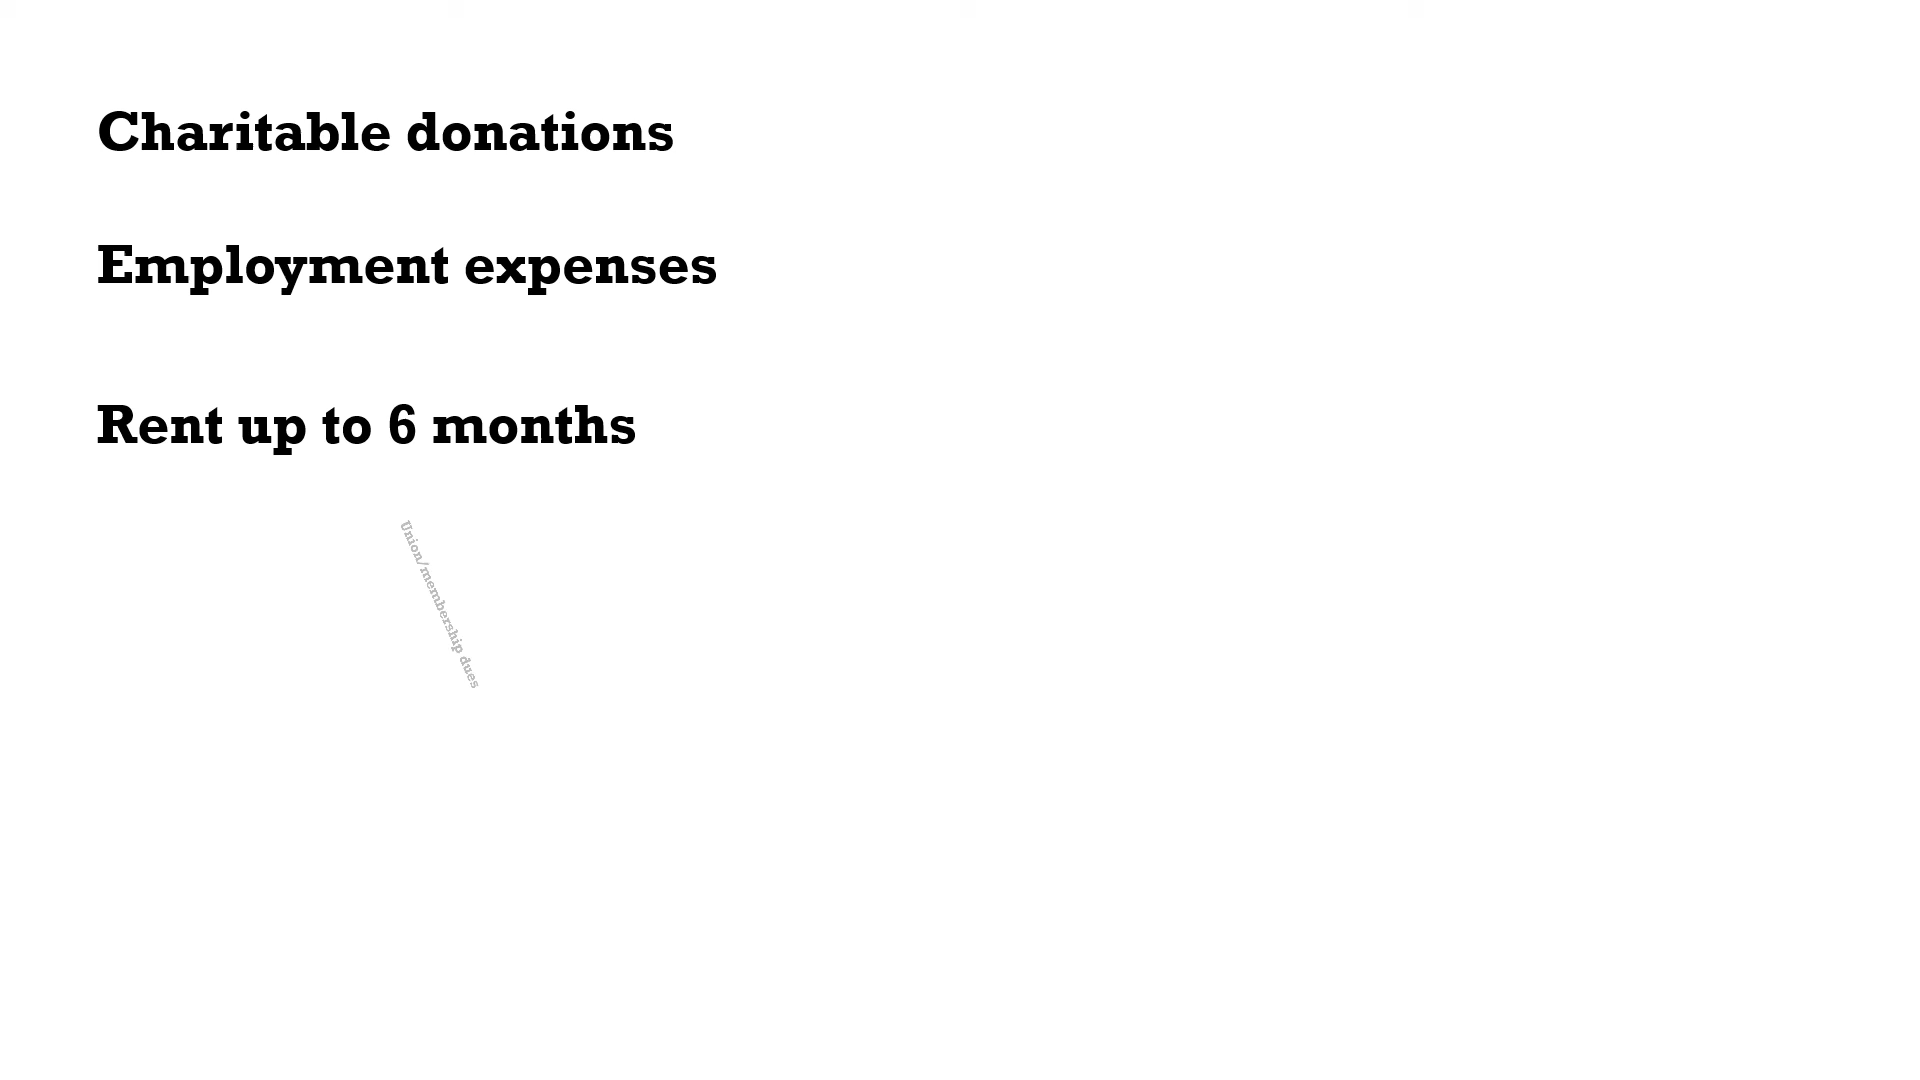 Charitable donations
Employment expenses
Rent up to 6 months
Union/membership dues